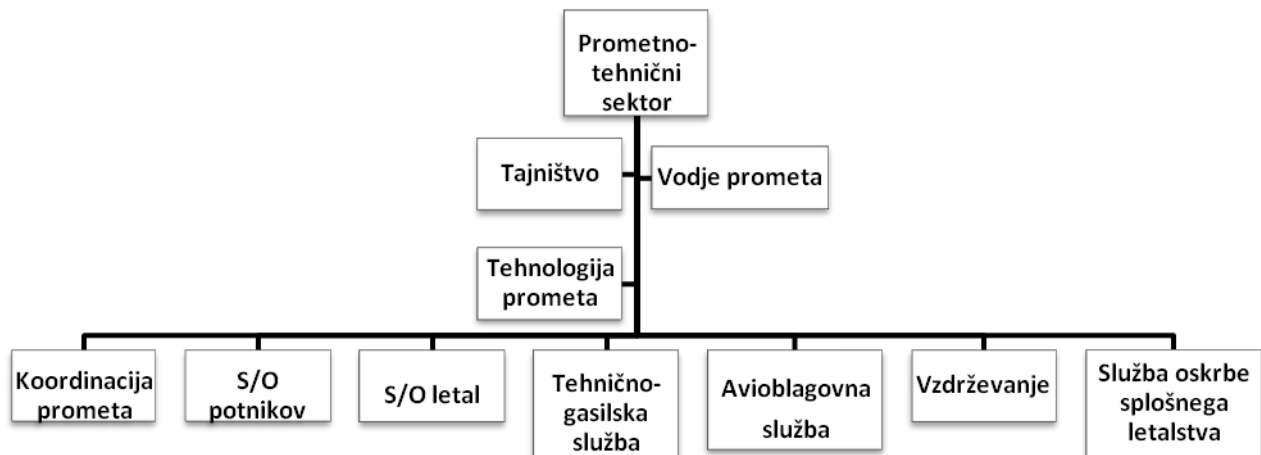 Prometno-
tehnični
sektor
Tajništvo
Vodje prometa
Tehnologija
prometa
Koordinacija
prometa
S/O
potnikov
S/O letal
Tehnično-
gasilska
služba
Avioblagovna
služba
Vzdrževanje
Služba oskrbe
splošnega
letalstva